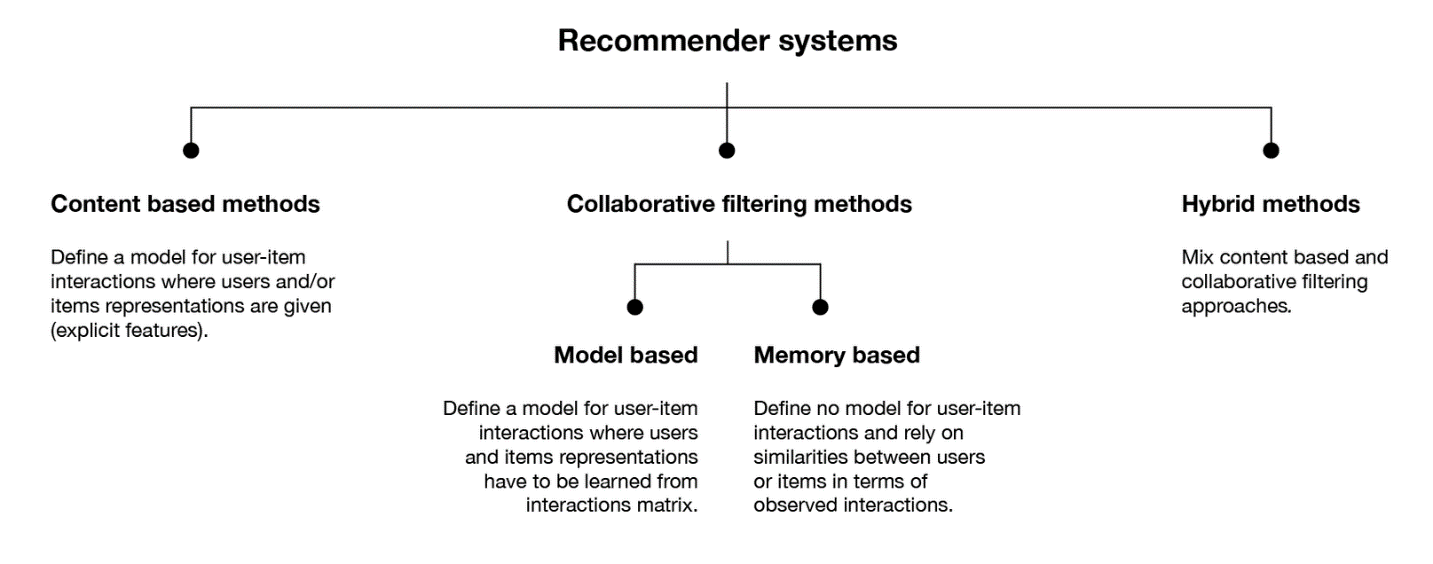 Recommender systems
Content based methods
Define a model for user-item
interactions where users and/or
items representations are given
(explicit features).
Collaborative filtering methods
Model based
Define a model for user-item
interactions where users
and items representations
have to be learned from
interactions matrix.
Memory based
Define no model for user-item
interactions and rely on
similarities between users
or items in terms of
observed interactions.
Hybrid methods
Mix content based and
collaborative filtering
approaches.